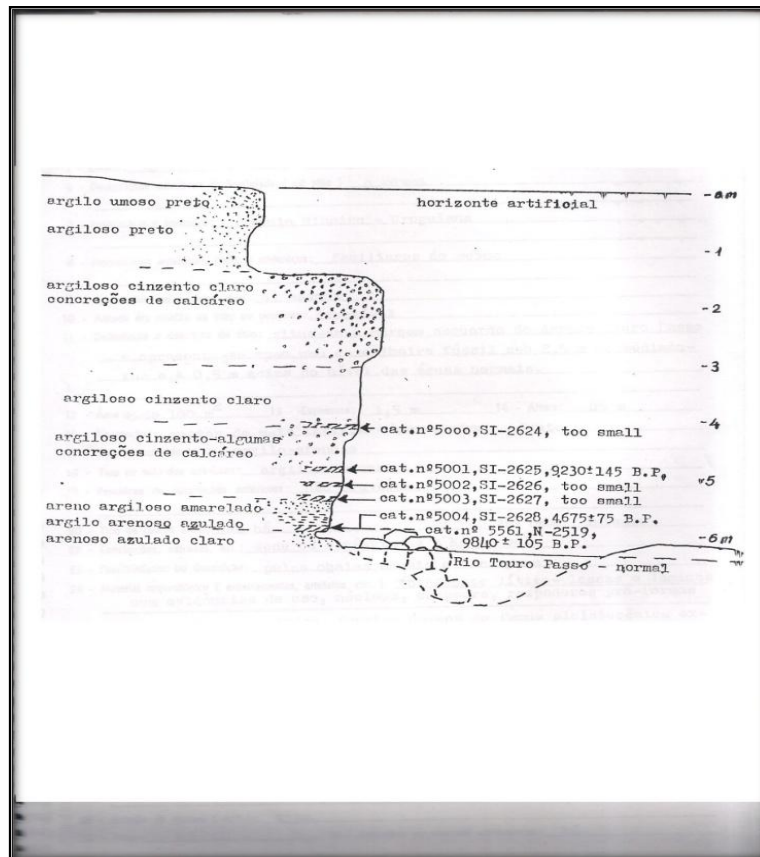 argilo umoso preto
argiloso preto
argiloso cinzento claro
concreções de calcáreo
argiloso cinzento claro
argiloso cinzento-algumas
concreções de calcáreo
areno argiloso amarelado
argilo arenoso azulado
arenoso azulado claro
horizonte artificial
cat.nº5000,SI-2624, too small
cat.nº5001,SI-2625,9230±145 B.P.
cat.nº5002,SI-2626, too small
cat.nº5003,SI-2627, too small
cat.nº5004,SI-2628,4675±75 B.P.
cat.nº 5561,N-2519,
9840± 105 B.P.
Rio Touro Passo - normal
-0m
-1
-2
-3
-4
-5
-6m